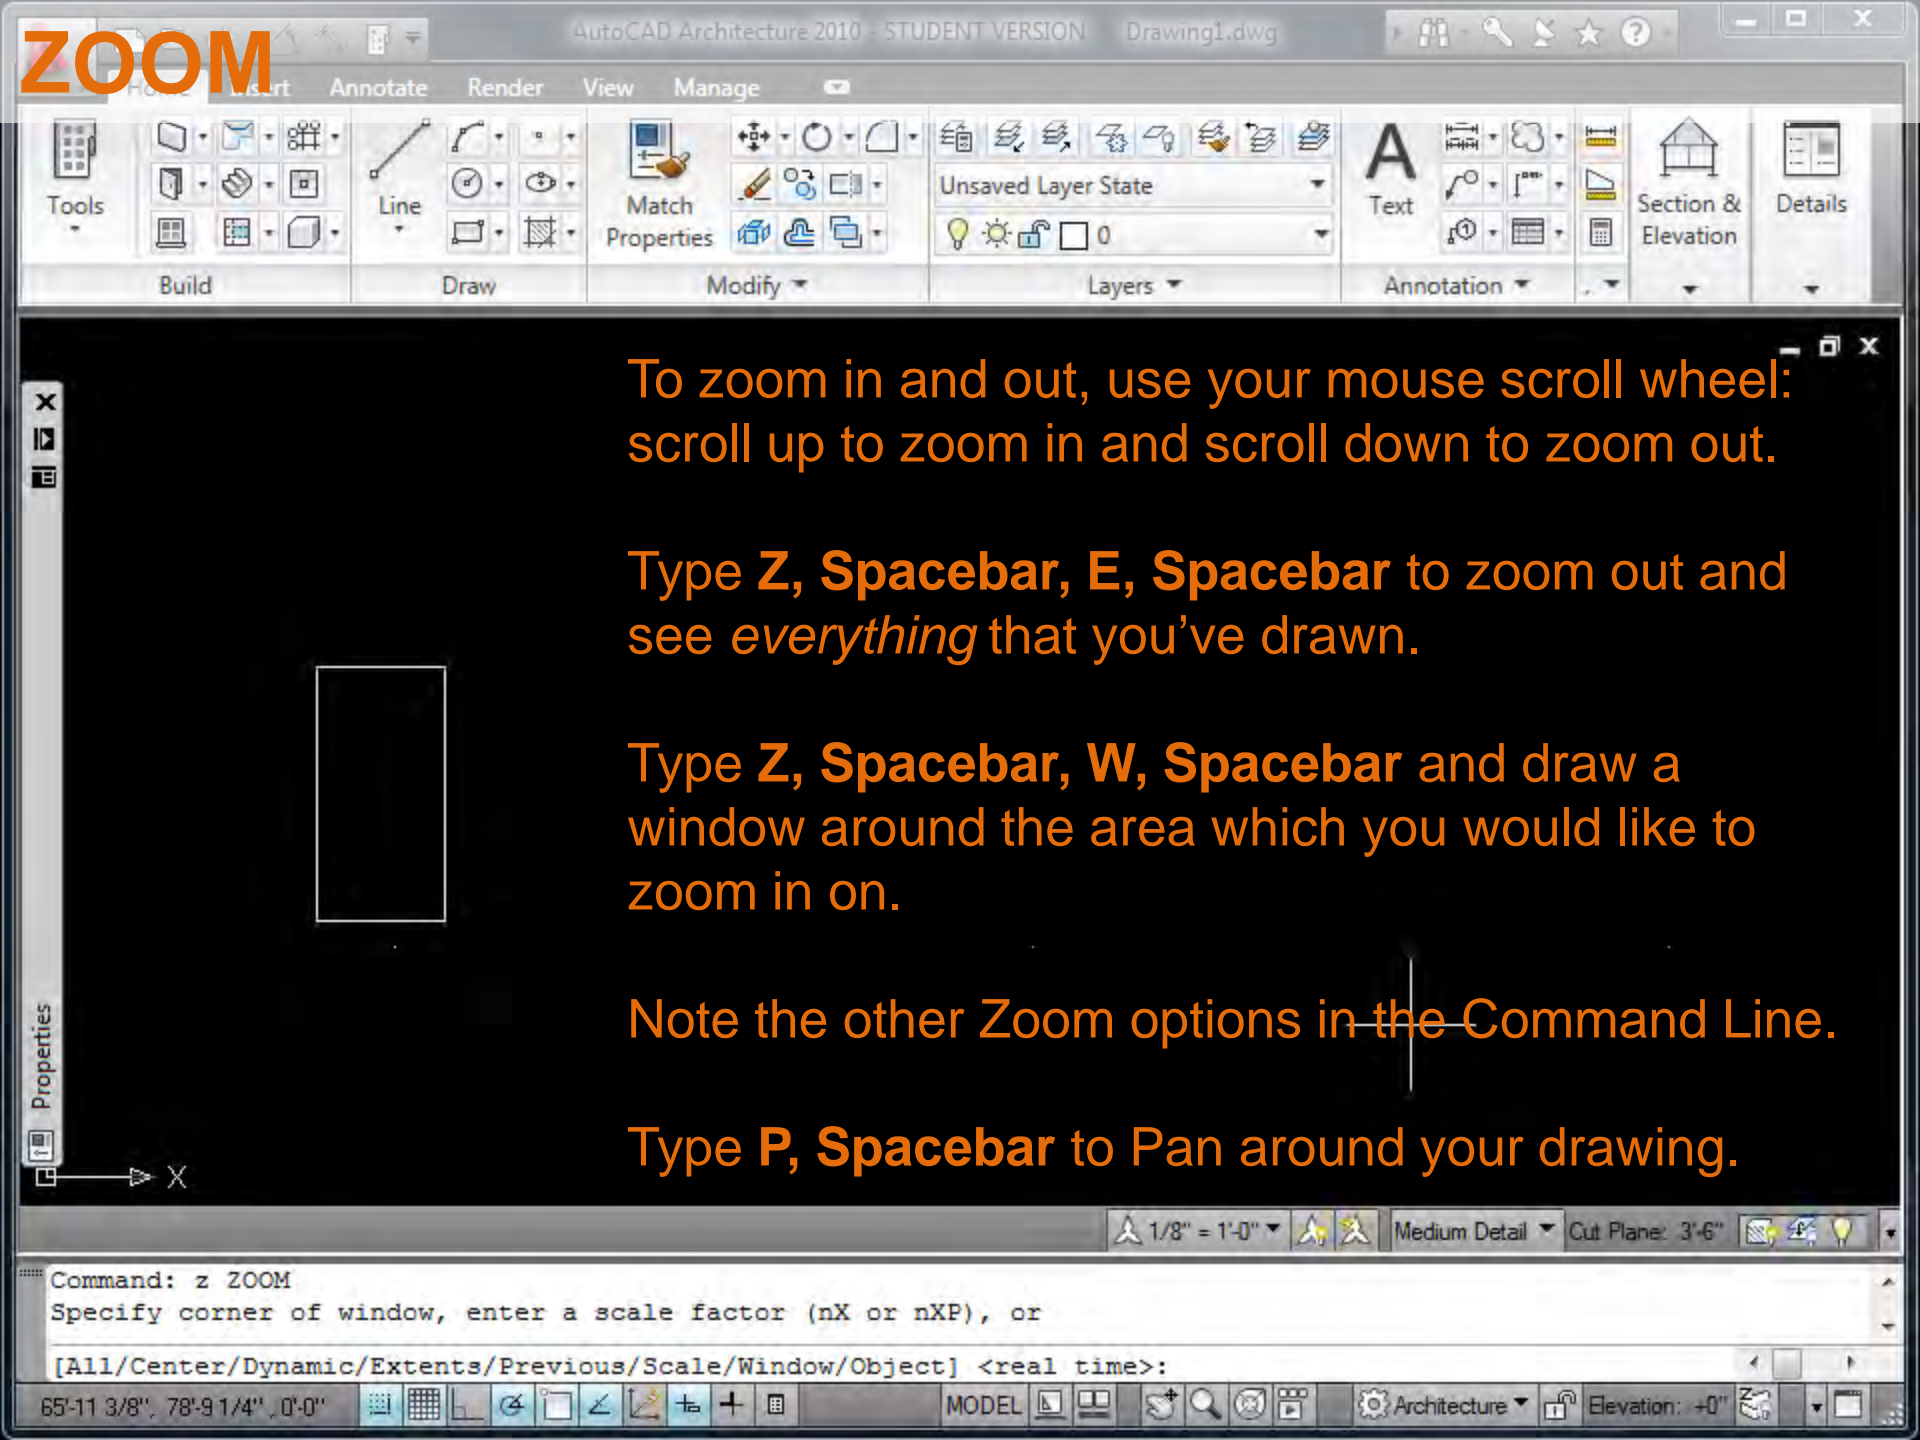 AutoCAD Architecture 2010 - STUDENT VERSION Drawing1.dwg
ZOOM
Home Insert Annotate Render View Manage
Tools
Line
Match
Properties
Unsaved Layer State
0
A
Text
Section &
Elevation
Details
Build
Draw
Modify
Layers
Annotation
To zoom in and out, use your mouse scroll wheel:
scroll up to zoom in and scroll down to zoom out.
Type Z, Spacebar, E, Spacebar to zoom out and
see everything that you’ve drawn.
Type Z, Spacebar, W, Spacebar and draw a
window around the area which you would like to
zoom in on.
Note the other Zoom options in the Command Line.
Type P, Spacebar to Pan around your drawing.
Properties
X
1/8" = 1'-0" Medium Detail Cut Plane: 3'-6"
Command: z ZOOM
Specify corner of window, enter a scale factor (nX or nXP), or
[All/Center/Dynamic/Extents/Previous/Scale/Window/Object] <real time>:
65'-11 3/8", 78'-9 1/4", 0'-0" MODEL Architecture Elevation: +0"